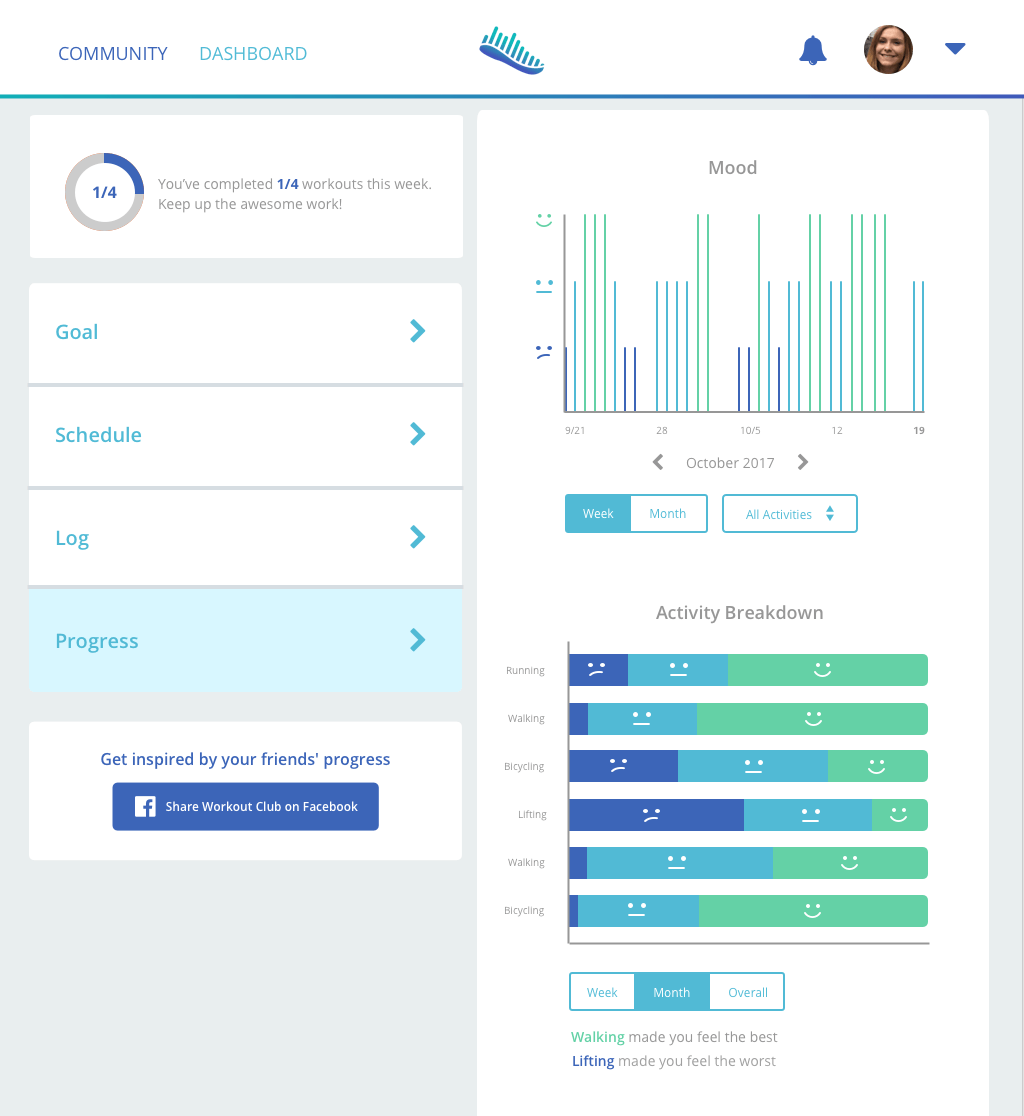 COMMUNITY DASHBOARD
1/4
You've completed 1/4 workouts this week.
Keep up the awesome work!
Goal
Schedule
Log
Progress
Get inspired by your friends' progress
Share Workout Club on Facebook
Mood
9/21 28 10/5 12 19
October 2017
Week Month All Activities
Activity Breakdown
Running
Walking
Bicycling
Lifting
Walking
Bicycling
Week Month Overall
Walking made you feel the best
Lifting made you feel the worst